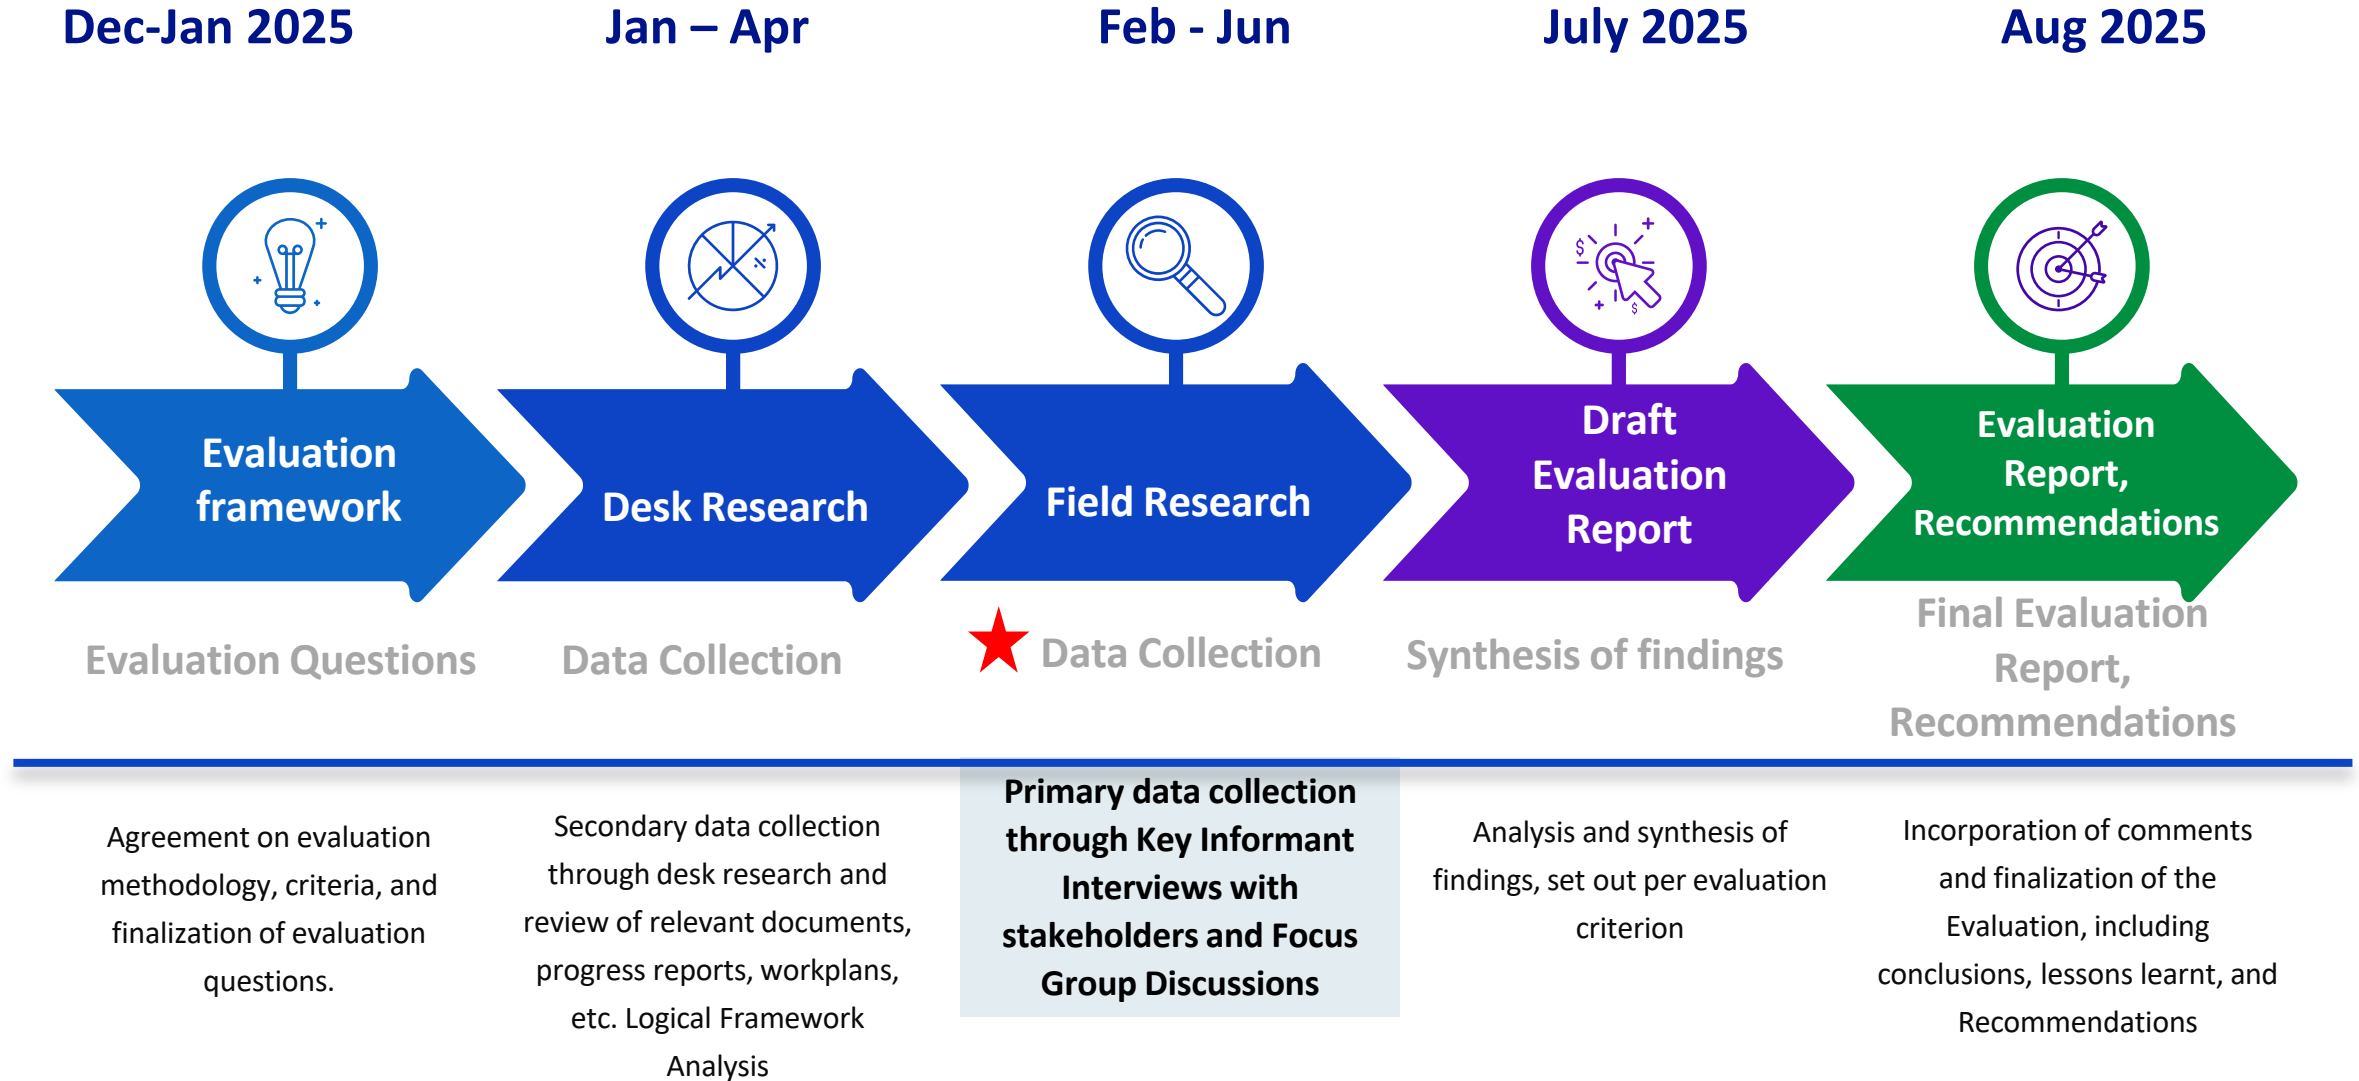 Dec-Jan 2025
Jan – Apr
Feb - Jun
July 2025
Aug 2025
Evaluation
framework
Desk Research
Field Research
Draft
Evaluation
Report
Evaluation
Report,
Recommendations
Evaluation Questions
Data Collection
Data Collection
Synthesis of findings
Final Evaluation
Report,
Recommendations
Agreement on evaluation
methodology, criteria, and
finalization of evaluation
questions.
Secondary data collection
through desk research and
review of relevant documents,
progress reports, workplans,
etc. Logical Framework
Analysis
Primary data collection
through Key Informant
Interviews with
stakeholders and Focus
Group Discussions
Analysis and synthesis of
findings, set out per evaluation
criterion
Incorporation of comments
and finalization of the
Evaluation, including
conclusions, lessons learnt, and
Recommendations